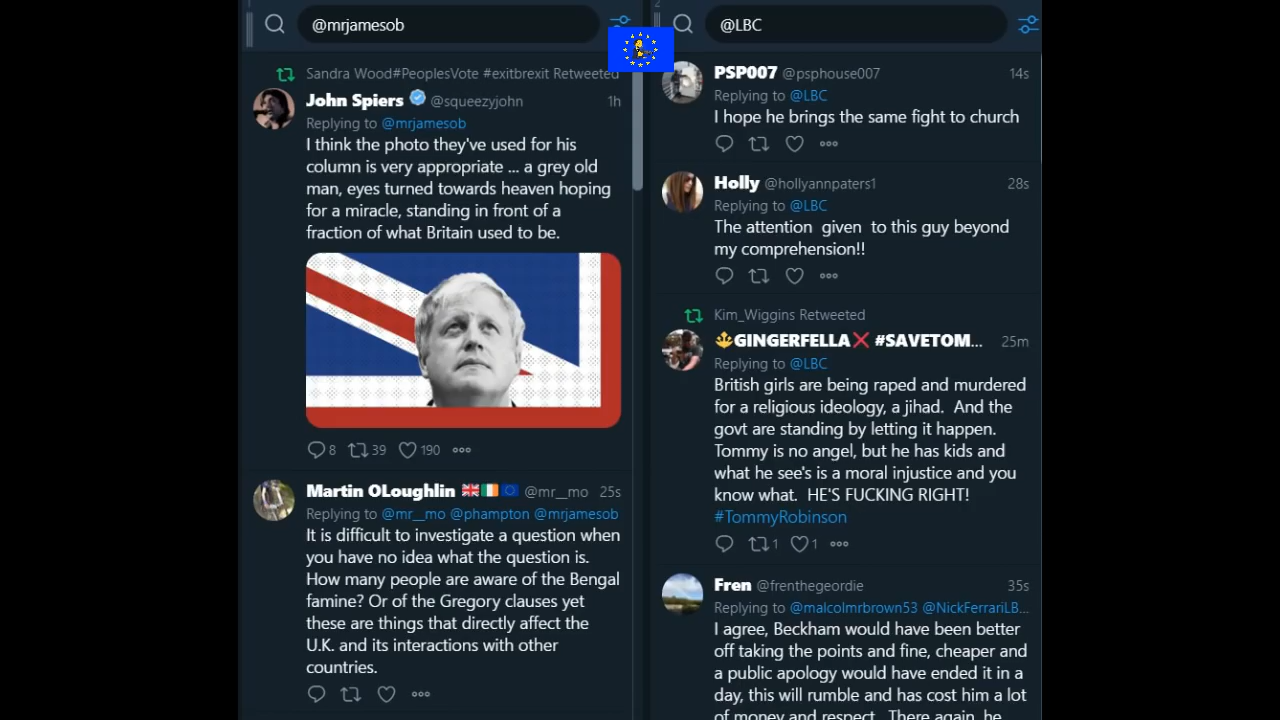 1
@mrjamesob
Sandra Wood#PeoplesVote #exitbrexit Retweeted
John Spiers @squeezyjohn 1h
Replying to @mrjamesob
I think the photo they've used for his
column is very appropriate ... a grey old
man, eyes turned towards heaven hoping
for a miracle, standing in front of a
fraction of what Britain used to be.
8 39 190
Martin OLoughlin 🇬🇧🇮🇪🇪🇺 @mr__mo 25s
Replying to @mr__mo @phampton @mrjamesob
It is difficult to investigate a question when
you have no idea what the question is.
How many people are aware of the Bengal
famine? Or of the Gregory clauses yet
these are things that directly affect the
U.K. and its interactions with other
countries.
2
@LBC
PSP007 @psphouse007 14s
Replying to @LBC
I hope he brings the same fight to church
Holly @hollyannpaters1 28s
Replying to @LBC
The attention given to this guy beyond
my comprehension!!
Kim_Wiggins Retweeted
🔱GINGERFELLA❌ #SAVETOM... 25m
Replying to @LBC
British girls are being raped and murdered
for a religious ideology, a jihad. And the
govt are standing by letting it happen.
Tommy is no angel, but he has kids and
what he see's is a moral injustice and you
know what. HE'S FUCKING RIGHT!
#TommyRobinson
1 1
Fren @frenthegeordie 35s
Replying to @malcolmrbrown53 @NickFerrariLB...
I agree, Beckham would have been better
off taking the points and fine, cheaper and
a public apology would have ended it in a
day, this will rumble and has cost him a lot
of money and respect. There again, he